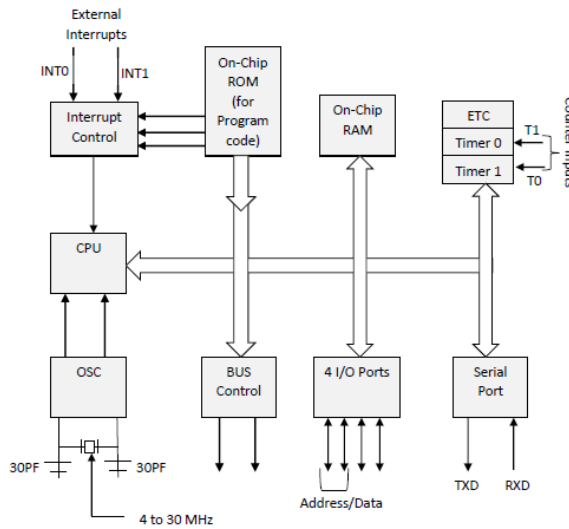 External
Interrupts
INT0
INT1
Interrupt
Control
On-Chip
ROM
(for
Program
code)
On-Chip
RAM
ETC
Timer 0
Timer 1
T1
T0
counter inputs
CPU
OSC
BUS
Control
4 I/O Ports
Serial
Port
30PF
30PF
4 to 30 MHz
Address/Data
TXD
RXD